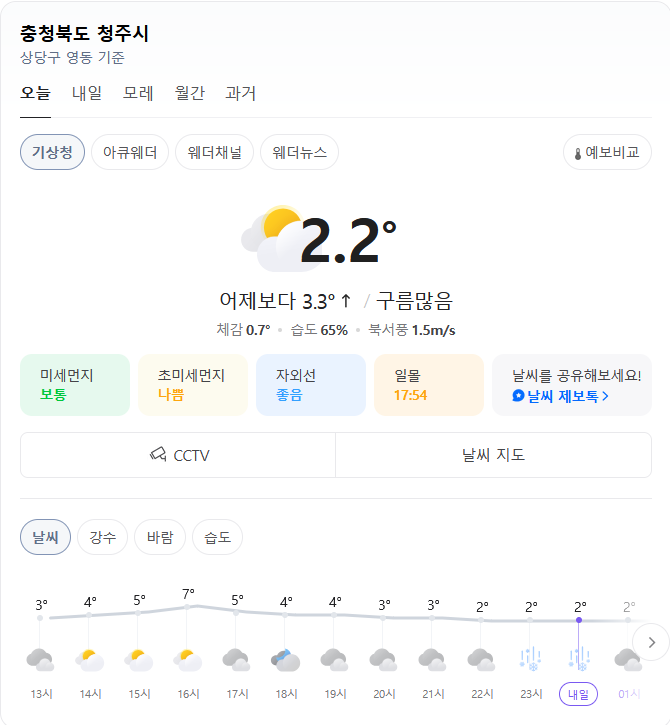 충청북도 청주시
상당구 영동 기준
오늘 내일 모레 월간 과거
기상청 아큐웨더 웨더채널 웨더뉴스 예보비교
2.2°
어제보다 3.3° ↑ / 구름많음
체감 0.7° • 습도 65% • 북서풍 1.5m/s
미세먼지 초미세먼지 자외선 일몰 날씨를 공유해보세요!
보통 나쁨 좋음 17:54 날씨 제보톡 >
CCTV 날씨 지도
날씨 강수 바람 습도
3° 4° 5° 7° 5° 4° 4° 3° 3° 2° 2° 2° 2°
13시 14시 15시 16시 17시 18시 19시 20시 21시 22시 23시 내일 01시